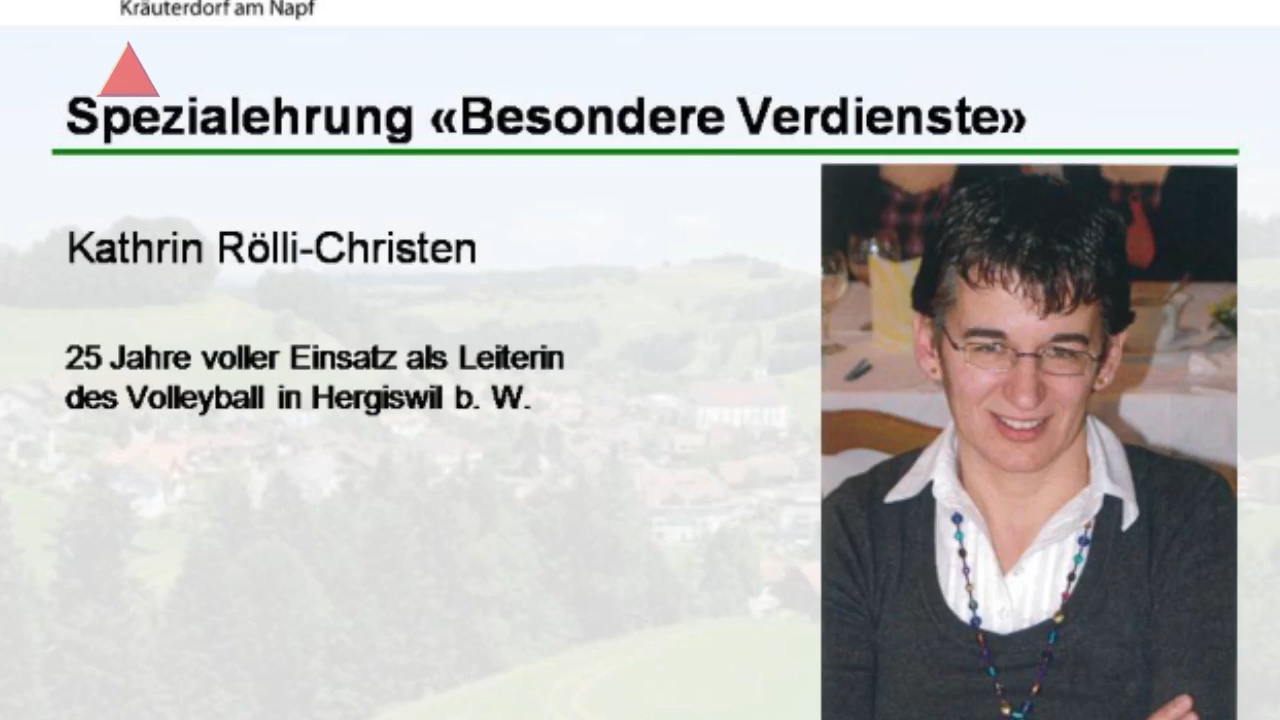 Kräuterdorf am Napf
Spezialehrung «Besondere Verdienste»
Kathrin Rölli-Christen
25 Jahre voller Einsatz als Leiterin
des Volleyball in Hergiswil b. W.